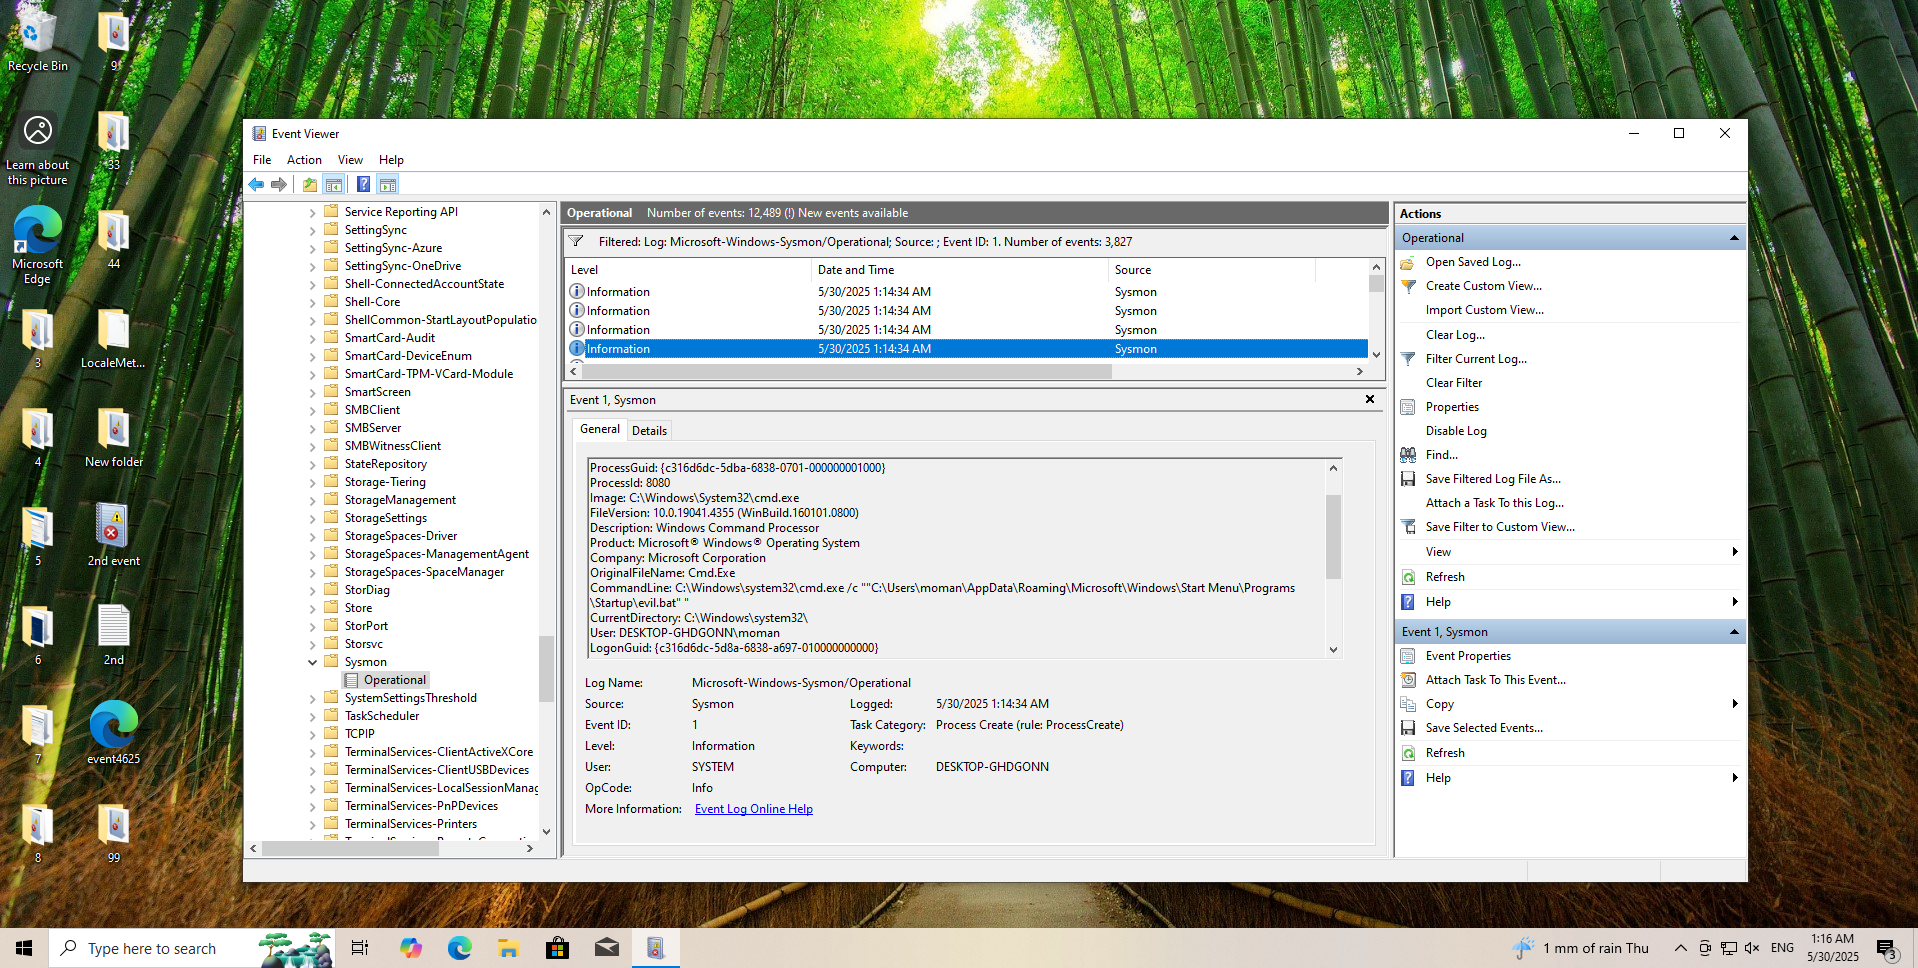 Recycle Bin
9
Learn about
this picture
33
Microsoft
Edge
44
3
LocaleMet...
4
New folder
5
2nd event
6
2nd
7
event4625
8
99
Event Viewer
File Action View Help
Service Reporting API
SettingSync
SettingSync-Azure
SettingSync-OneDrive
Shell-ConnectedAccountState
Shell-Core
ShellCommon-StartLayoutPopulatio
SmartCard-Audit
SmartCard-DeviceEnum
SmartCard-TPM-VCard-Module
SmartScreen
SMBClient
SMBServer
SMBWitnessClient
StateRepository
Storage-Tiering
StorageManagement
StorageSettings
StorageSpaces-Driver
StorageSpaces-ManagementAgent
StorageSpaces-SpaceManager
StorDiag
Store
StorPort
Storsvc
Sysmon
Operational
SystemSettingsThreshold
TaskScheduler
TCPIP
TerminalServices-ClientActiveXCore
TerminalServices-ClientUSBDevices
TerminalServices-LocalSessionManag
TerminalServices-PnPDevices
TerminalServices-Printers
Operational Number of events: 12,489 (!) New events available
Filtered: Log: Microsoft-Windows-Sysmon/Operational; Source: ; Event ID: 1. Number of events: 3,827
Level Date and Time Source
Information 5/30/2025 1:14:34 AM Sysmon
Information 5/30/2025 1:14:34 AM Sysmon
Information 5/30/2025 1:14:34 AM Sysmon
Information 5/30/2025 1:14:34 AM Sysmon
Event 1, Sysmon
General Details
ProcessGuid: {c316d6dc-5dba-6838-0701-000000001000}
ProcessId: 8080
Image: C:\Windows\System32\cmd.exe
FileVersion: 10.0.19041.4355 (WinBuild.160101.0800)
Description: Windows Command Processor
Product: Microsoft® Windows® Operating System
Company: Microsoft Corporation
OriginalFileName: Cmd.Exe
CommandLine: C:\Windows\system32\cmd.exe /c ""C:\Users\moman\AppData\Roaming\Microsoft\Windows\Start Menu\Programs
\Startup\evil.bat" "
CurrentDirectory: C:\Windows\system32\
User: DESKTOP-GHDGONN\moman
LogonGuid: {c316d6dc-5d8a-6838-a697-010000000000}
Log Name: Microsoft-Windows-Sysmon/Operational
Source: Sysmon Logged: 5/30/2025 1:14:34 AM
Event ID: 1 Task Category: Process Create (rule: ProcessCreate)
Level: Information Keywords:
User: SYSTEM Computer: DESKTOP-GHDGONN
OpCode: Info
More Information: Event Log Online Help
Actions
Operational
Open Saved Log...
Create Custom View...
Import Custom View...
Clear Log...
Filter Current Log...
Clear Filter
Properties
Disable Log
Find...
Save Filtered Log File As...
Attach a Task To this Log...
Save Filter to Custom View...
View
Refresh
Help
Event 1, Sysmon
Event Properties
Attach Task To This Event...
Copy
Save Selected Events...
Refresh
Help
Type here to search
1 mm of rain Thu
ENG
1:16 AM
5/30/2025
3